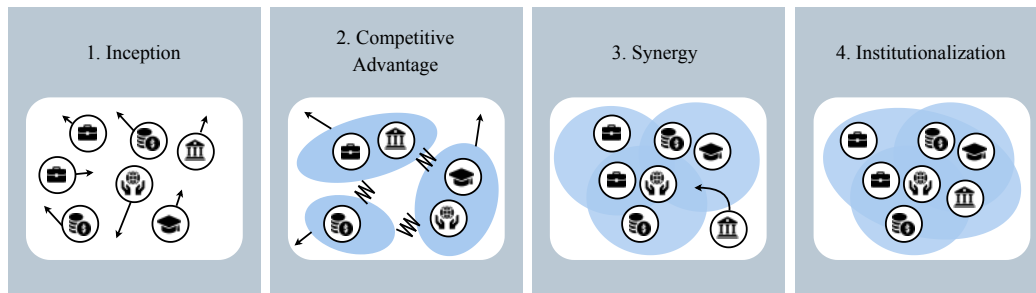 1. Inception
2. Competitive
Advantage
3. Synergy
4. Institutionalization